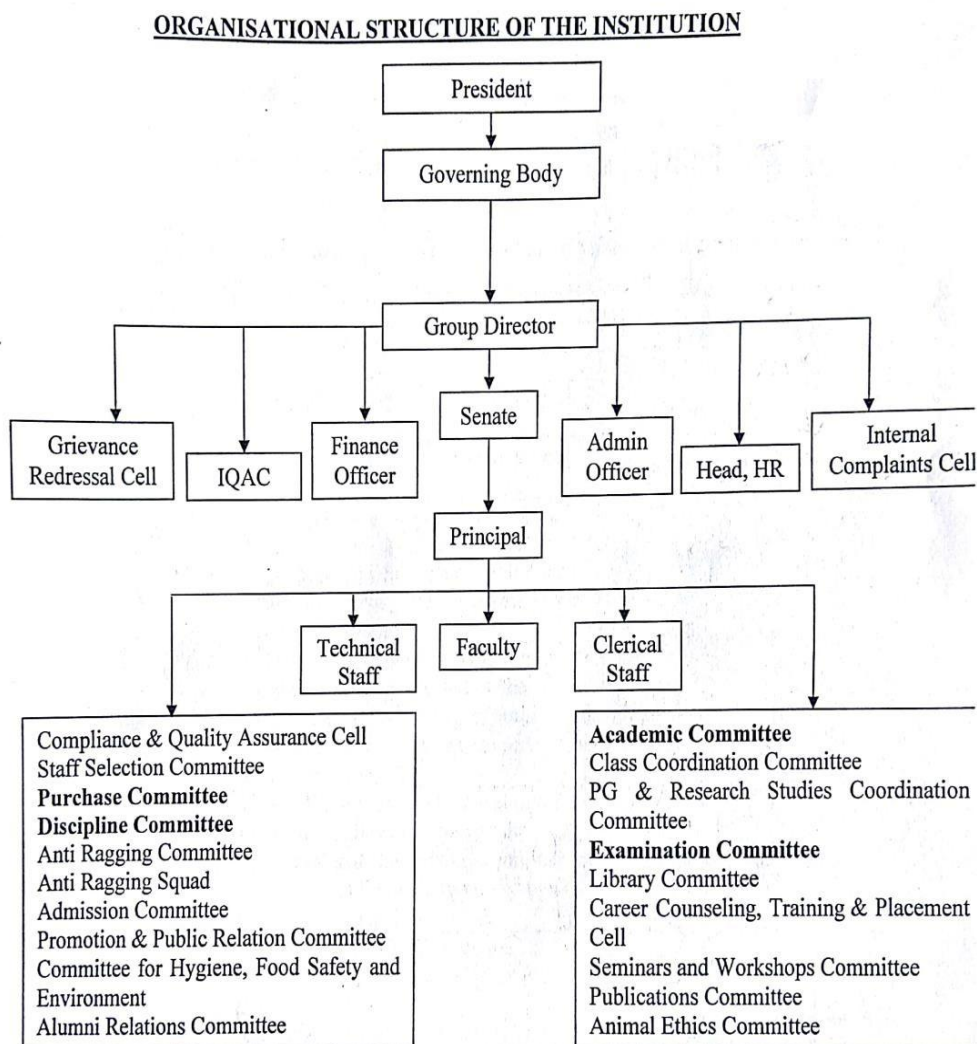 ORGANISATIONAL STRUCTURE OF THE INSTITUTION
President
Governing Body
Group Director
Grievance
Redressal Cell
IQAC
Finance
Officer
Senate
Admin
Officer
Head, HR
Internal
Complaints Cell
Principal
Technical
Staff
Faculty
Clerical
Staff
Compliance & Quality Assurance Cell
Staff Selection Committee
Purchase Committee
Discipline Committee
Anti Ragging Committee
Anti Ragging Squad
Admission Committee
Promotion & Public Relation Committee
Committee for Hygiene, Food Safety and
Environment
Alumni Relations Committee
Academic Committee
Class Coordination Committee
PG & Research Studies Coordination
Committee
Examination Committee
Library Committee
Career Counseling, Training & Placement
Cell
Seminars and Workshops Committee
Publications Committee
Animal Ethics Committee